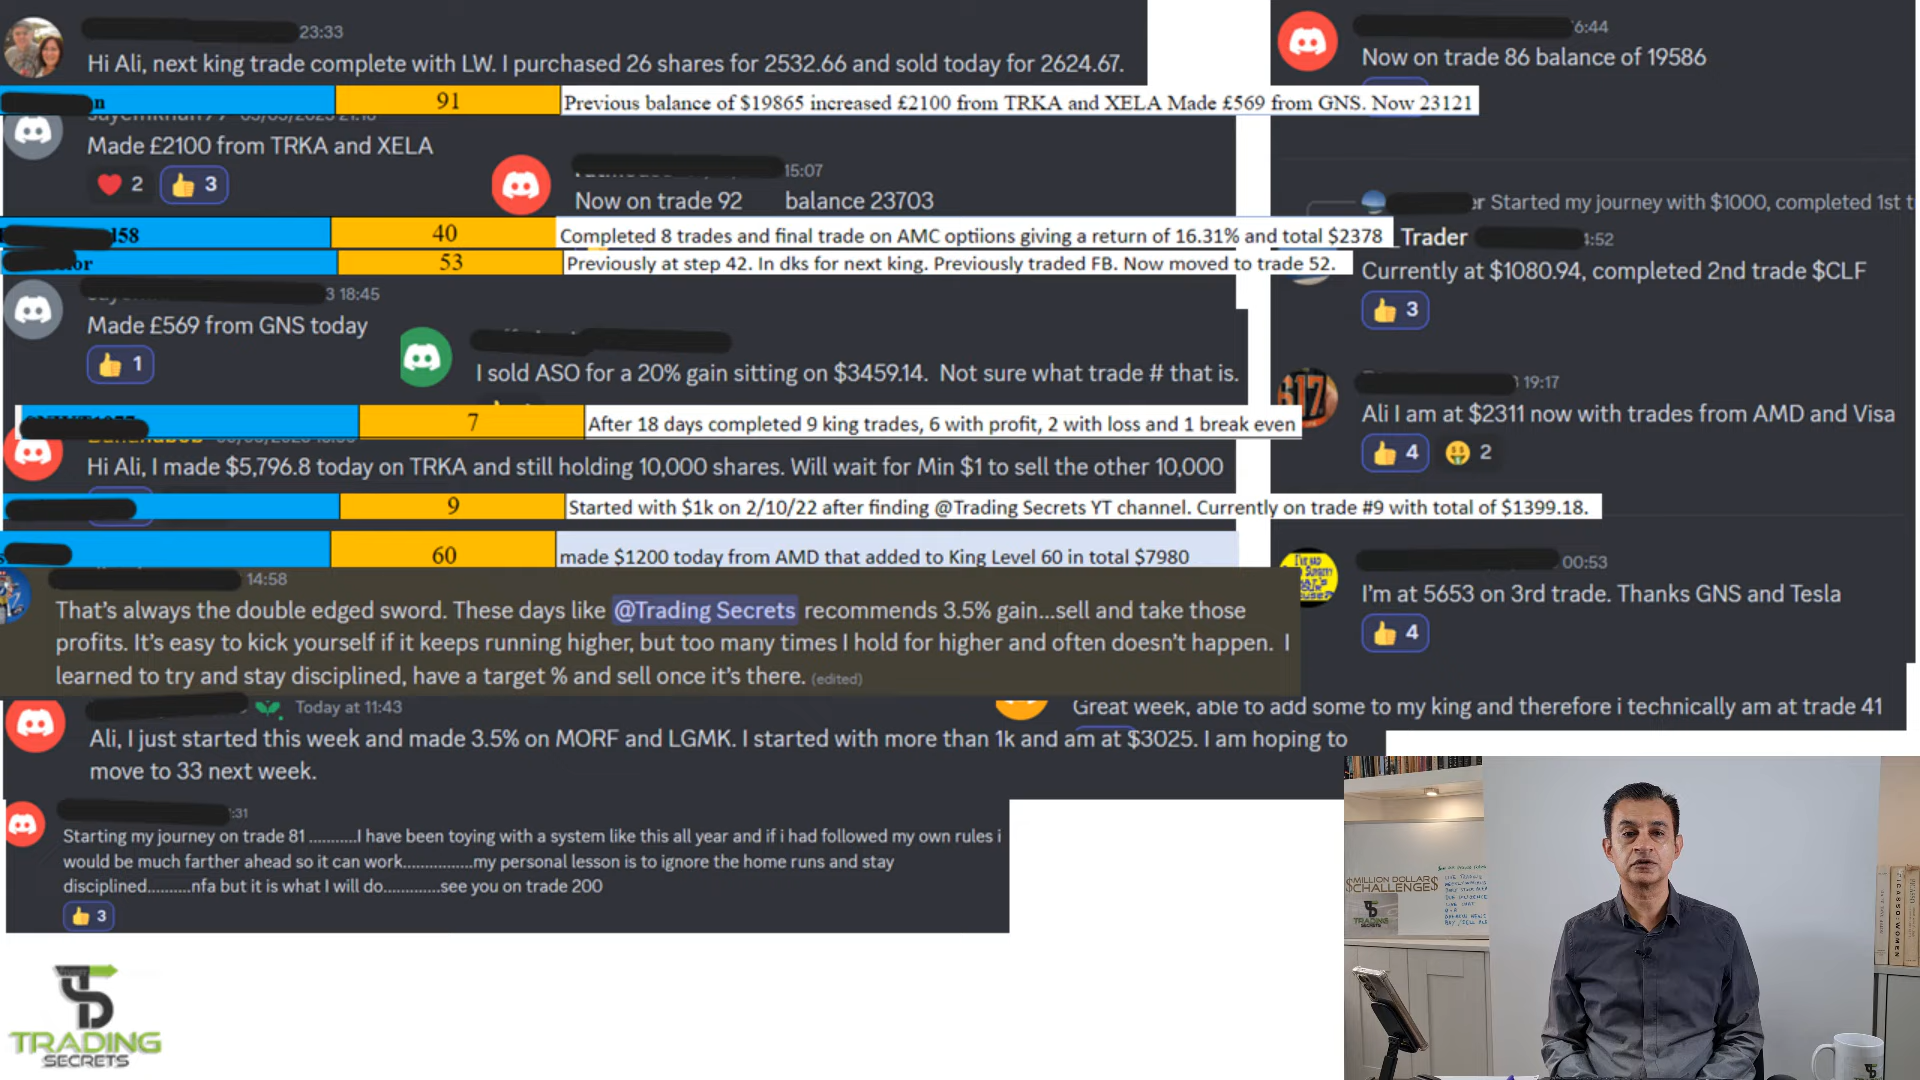 23:33
Hi Ali, next king trade complete with LW. I purchased 26 shares for 2532.66 and sold today for 2624.67.
n 91 Previous balance of $19865 increased £2100 from TRKA and XELA Made £569 from GNS. Now 23121
Made £2100 from TRKA and XELA
2 3
15:07
Now on trade 92 balance 23703
158 40 Completed 8 trades and final trade on AMC optiions giving a return of 16.31% and total $2378
lor 53 Previously at step 42. In dks for next king. Previously traded FB. Now moved to trade 52.
3 18:45
Made £569 from GNS today
1
I sold ASO for a 20% gain sitting on $3459.14. Not sure what trade # that is.
7 After 18 days completed 9 king trades, 6 with profit, 2 with loss and 1 break even
Hi Ali, I made $5,796.8 today on TRKA and still holding 10,000 shares. Will wait for Min $1 to sell the other 10,000
9 Started with $1k on 2/10/22 after finding @Trading Secrets YT channel. Currently on trade #9 with total of $1399.18.
60 made $1200 today from AMD that added to King Level 60 in total $7980
14:58
That's always the double edged sword. These days like @Trading Secrets recommends 3.5% gain...sell and take those
profits. It's easy to kick yourself if it keeps running higher, but too many times I hold for higher and often doesn't happen. I
learned to try and stay disciplined, have a target % and sell once it's there. (edited)
Today at 11:43
Ali, I just started this week and made 3.5% on MORF and LGMK. I started with more than 1k and am at $3025. I am hoping to
move to 33 next week.
:31
Starting my journey on trade 81 ..........I have been toying with a system like this all year and if i had followed my own rules i
would be much farther ahead so it can work................my personal lesson is to ignore the home runs and stay
disciplined..........nfa but it is what I will do.............see you on trade 200
3
6:44
Now on trade 86 balance of 19586
er Started my journey with $1000, completed 1st t
_Trader 4:52
Currently at $1080.94, completed 2nd trade $CLF
3
617
19:17
Ali I am at $2311 now with trades from AMD and Visa
4 2
00:53
I'm at 5653 on 3rd trade. Thanks GNS and Tesla
4
Great week, able to add some to my king and therefore i technically am at trade 41
$MILLION DOLLAR
CHALLENGE$
TRADING
SECRETS
PICASSO:WOMEN
TRADING
SECRETS